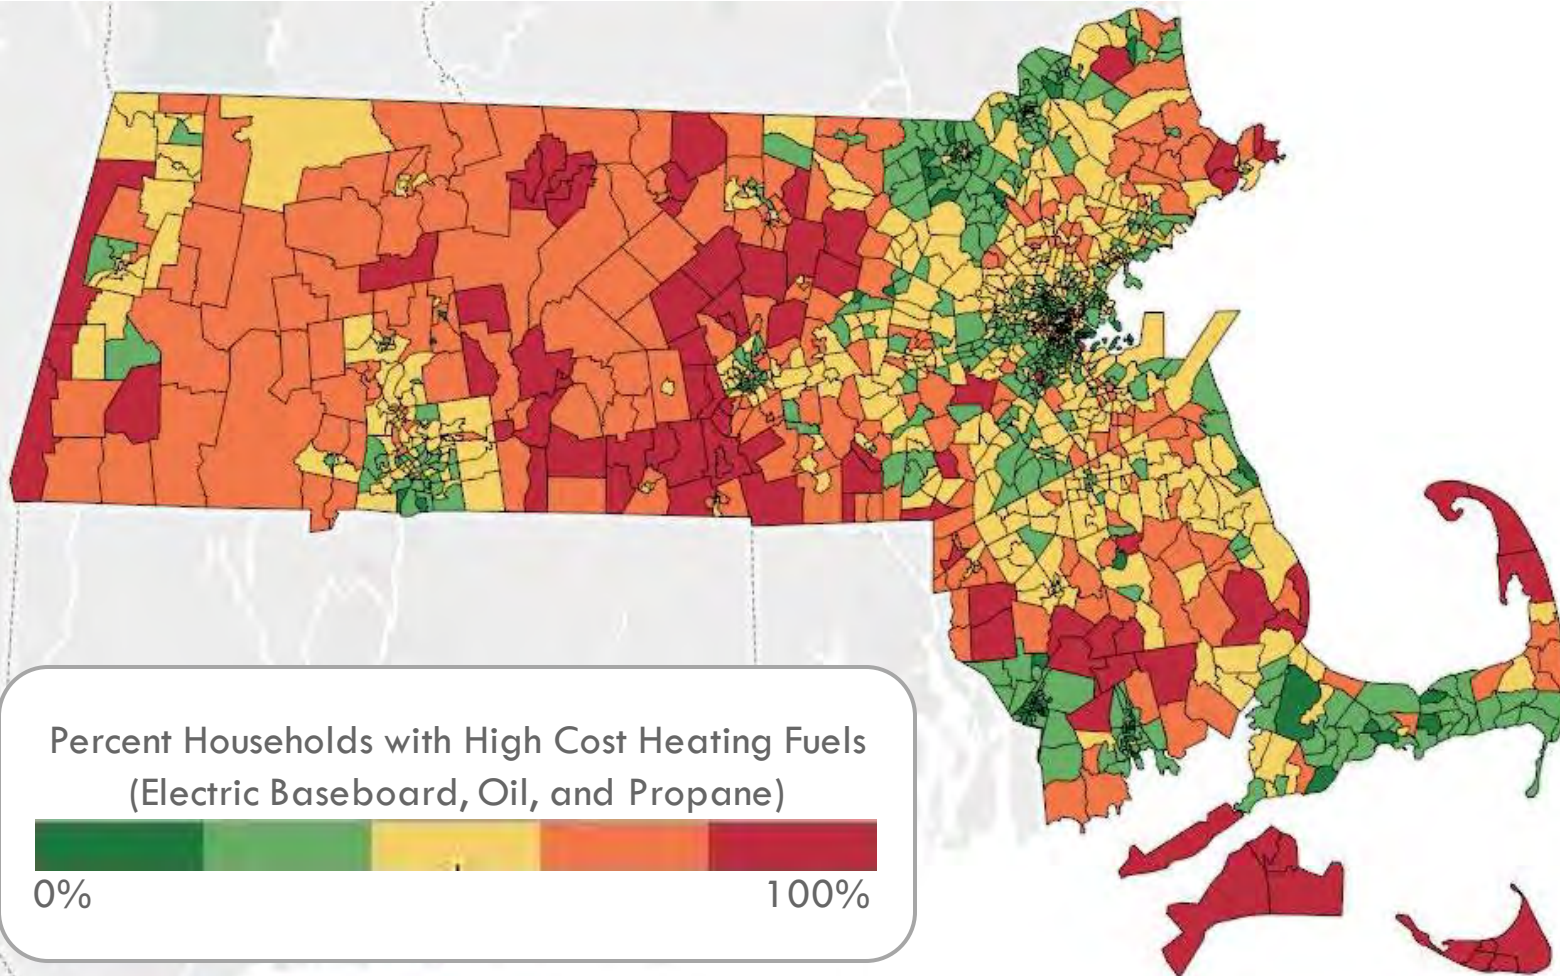 Percent Households with High Cost Heating Fuels
(Electric Baseboard, Oil, and Propane)
0%
100%